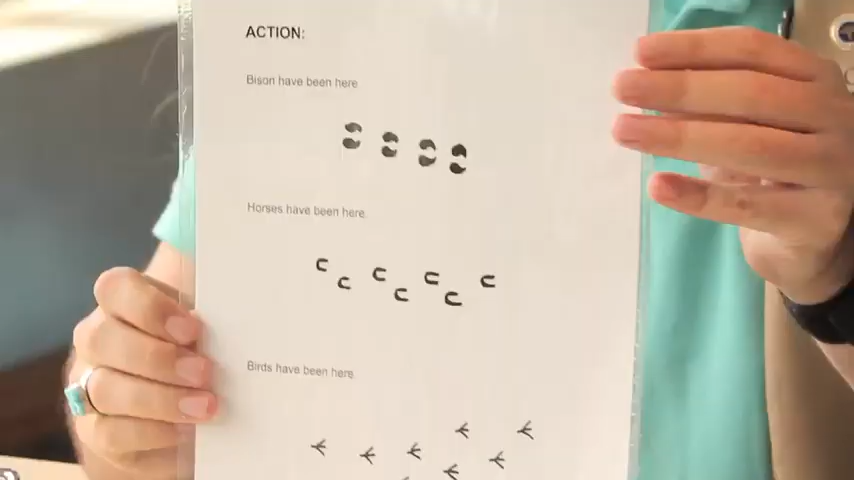 ACTION:
Bison have been here
Horses have been here.
Birds have been here.